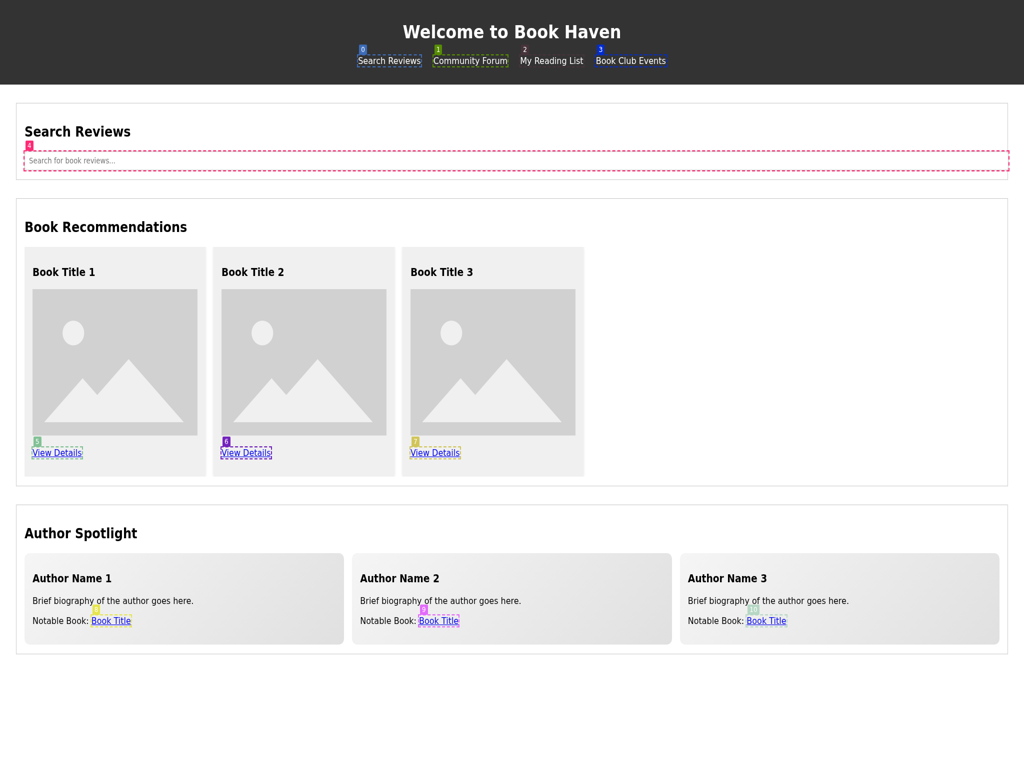 Welcome to Book Haven
0 1 2 3
Search Reviews Community Forum My Reading List Book Club Events
Search Reviews
4
Search for book reviews...
Book Recommendations
Book Title 1 Book Title 2 Book Title 3
5 6 7
View Details View Details View Details
Author Spotlight
Author Name 1 Author Name 2 Author Name 3
Brief biography of the author goes here. Brief biography of the author goes here. Brief biography of the author goes here.
8 9 10
Notable Book: Book Title Notable Book: Book Title Notable Book: Book Title